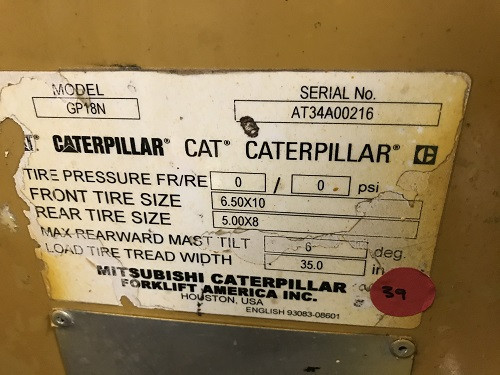 MODEL SERIAL No.
GP18N AT34A00216
AT. CATERPILLAR® CAT® CATERPILLAR®
TIRE PRESSURE FR/RE 0 / 0 psi
FRONT TIRE SIZE 6.50X10
REAR TIRE SIZE 5.00X8
MAX REARWARD MAST TILT 6 deg.
LOAD TIRE TREAD WIDTH 35.0 in
MITSUBISHI CATERPILLAR
FORKLIFT AMERICA INC.
HOUSTON, USA
ENGLISH 93083-08601
39